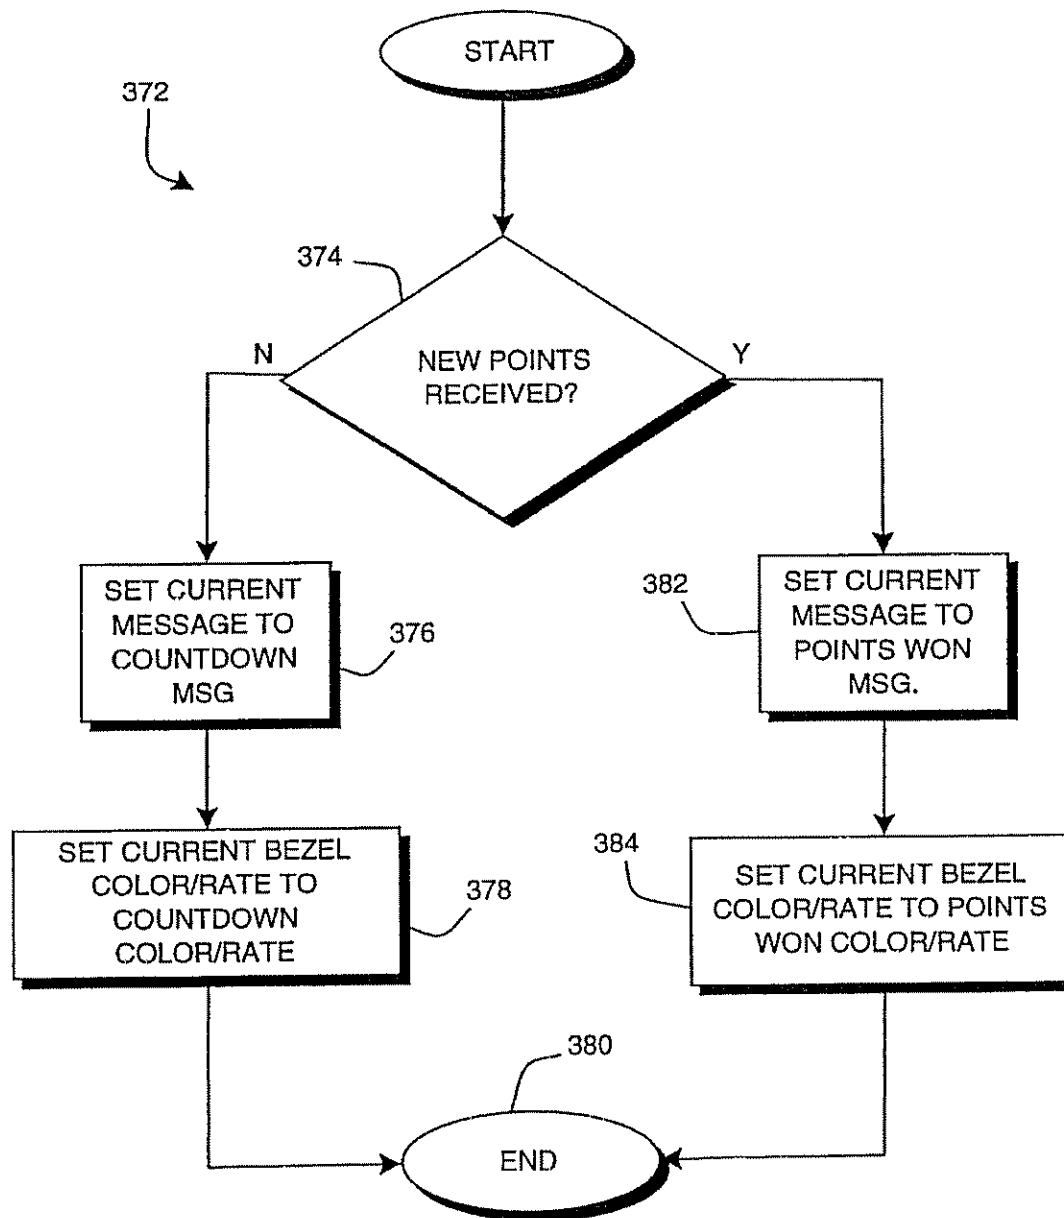 START
372
374
N
NEW POINTS
RECEIVED?
Y
SET CURRENT
MESSAGE TO
COUNTDOWN
MSG
376
382
SET CURRENT
MESSAGE TO
POINTS WON
MSG.
SET CURRENT BEZEL
COLOR/RATE TO
COUNTDOWN
COLOR/RATE
378
384
SET CURRENT BEZEL
COLOR/RATE TO POINTS
WON COLOR/RATE
380
END